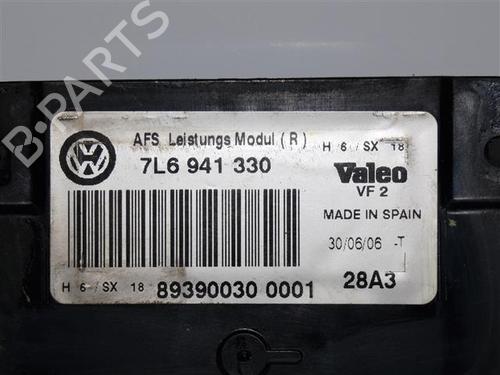 B-PARTS
AFS Leistungs Modul (R)
H 6 / SX 18
7L6 941 330
Valeo
VF 2
MADE IN SPAIN
30/06/06 -T
H 6 / SX 18
89390030 0001
28A3